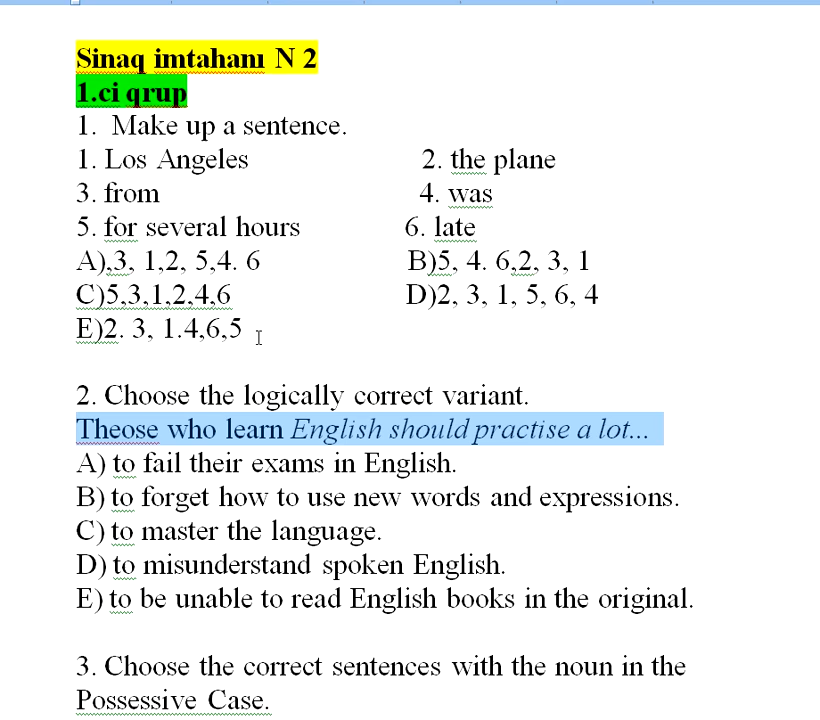 Sinaq imtahanı N 2
1.ci qrup
1. Make up a sentence.
1. Los Angeles 2. the plane
3. from 4. was
5. for several hours 6. late
A),3, 1,2, 5,4. 6 B)5, 4. 6,2, 3, 1
C)5,3,1,2,4,6 D)2, 3, 1, 5, 6, 4
E)2. 3, 1.4,6,5
2. Choose the logically correct variant.
Theose who learn English should practise a lot...
A) to fail their exams in English.
B) to forget how to use new words and expressions.
C) to master the language.
D) to misunderstand spoken English.
E) to be unable to read English books in the original.
3. Choose the correct sentences with the noun in the
Possessive Case.